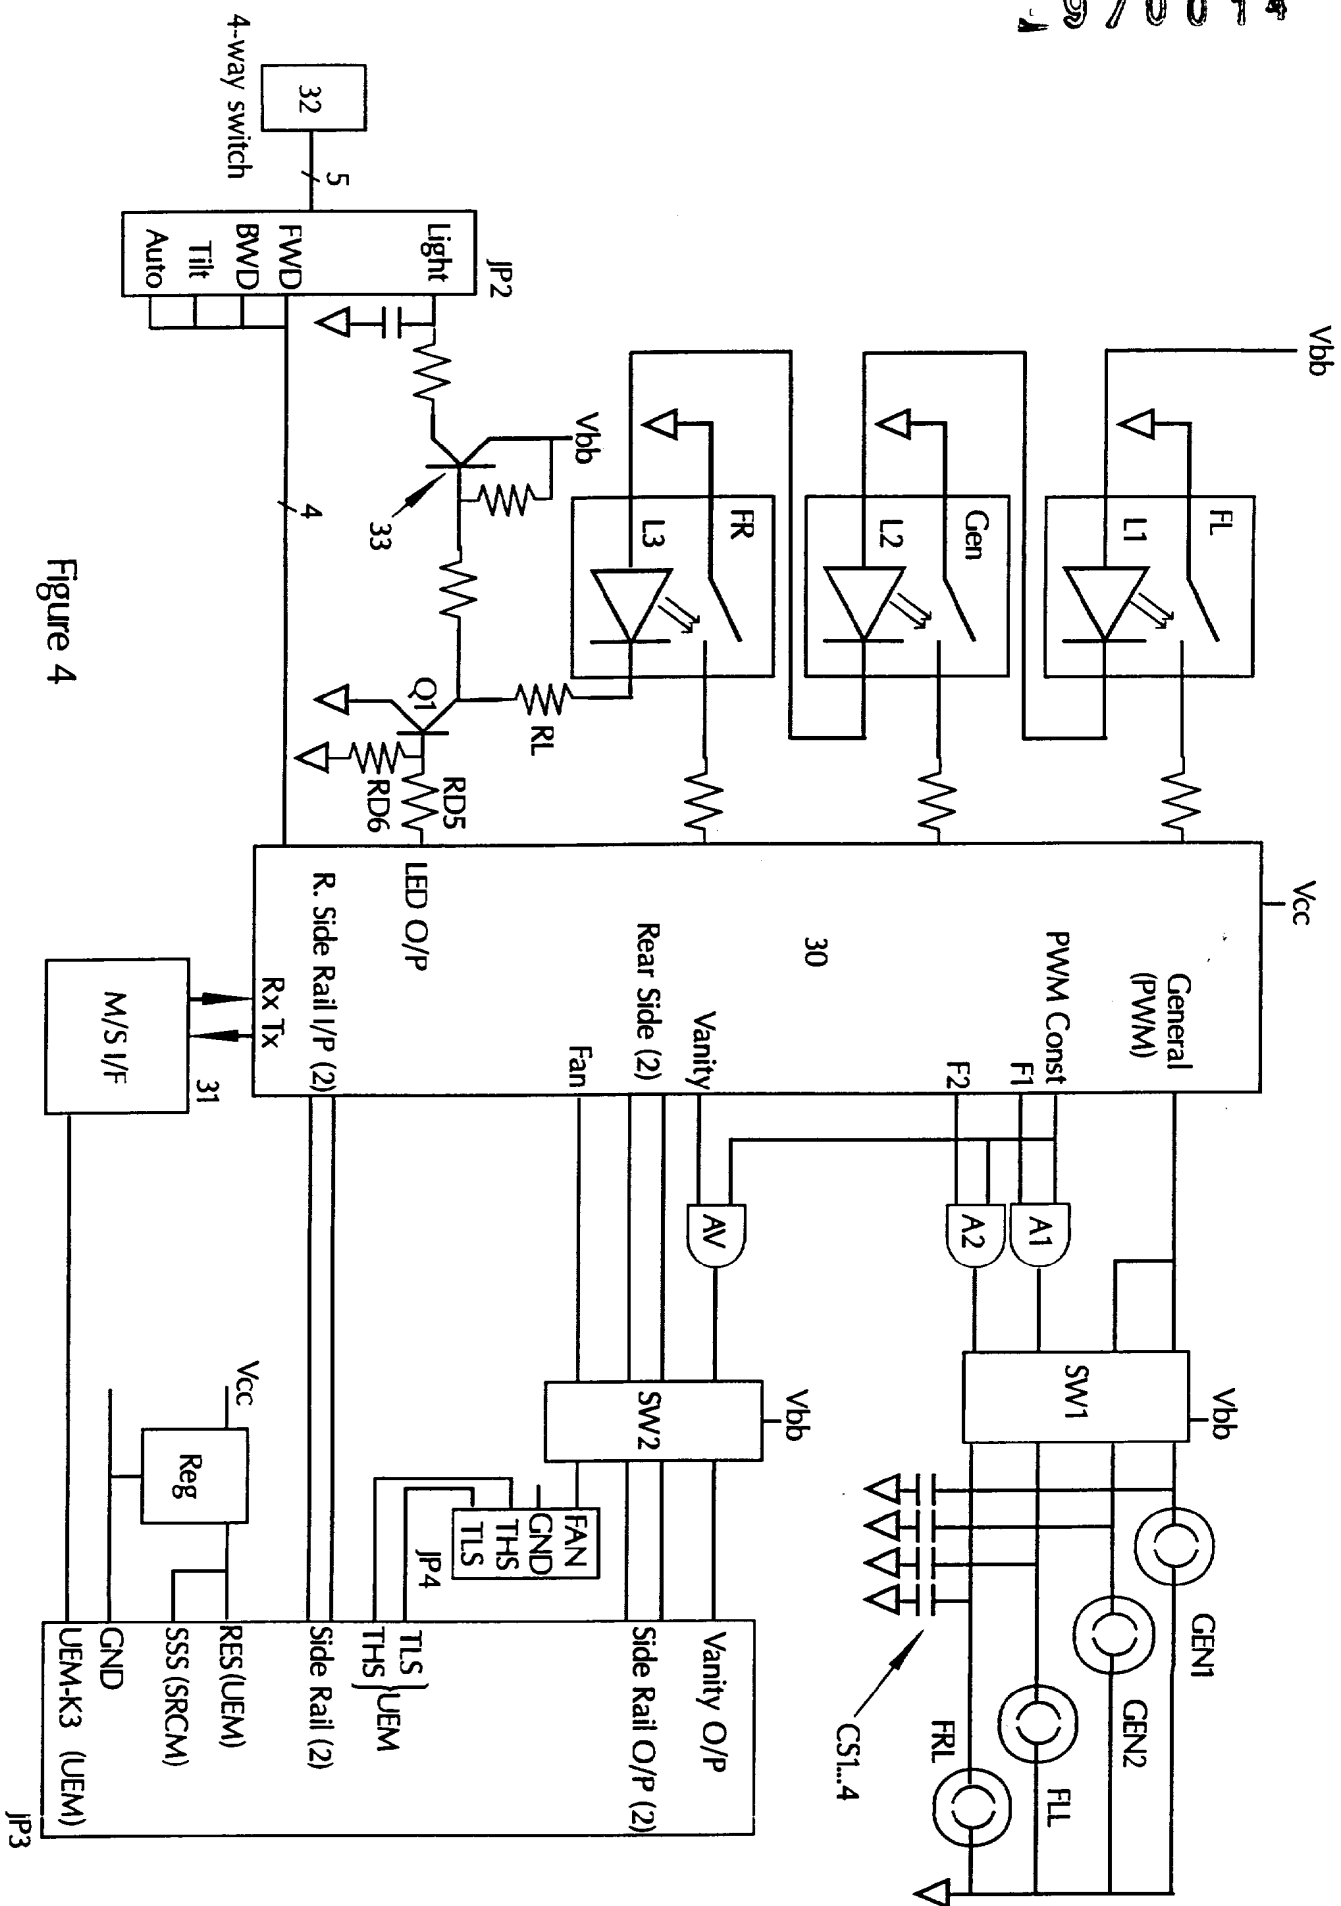 970014
Vbb
FL
L1
Gen
L2
FR
L3
Vbb
33
Q1
RL
RD5
RD6
32
4-way switch
5
JP2
Light
FWD
BWD
Tilt
Auto
4
Vcc
General
(PWM)
PWM Const
F1
F2
30
Vanity
Rear Side (2)
Fan
LED O/P
R. Side Rail I/P (2)
Rx Tx
M/S I/F
31
A1
A2
AV
SW1
Vbb
SW2
Vbb
GEN1
GEN2
FLL
FRL
CS1...4
FAN
GND
THS
TLS
JP4
Vcc
Reg
Vanity O/P
Side Rail O/P (2)
TLS
THS
UEM
Side Rail (2)
RES (UEM)
SSS (SRCM)
GND
UEM-K3 (UEM)
JP3
Figure 4